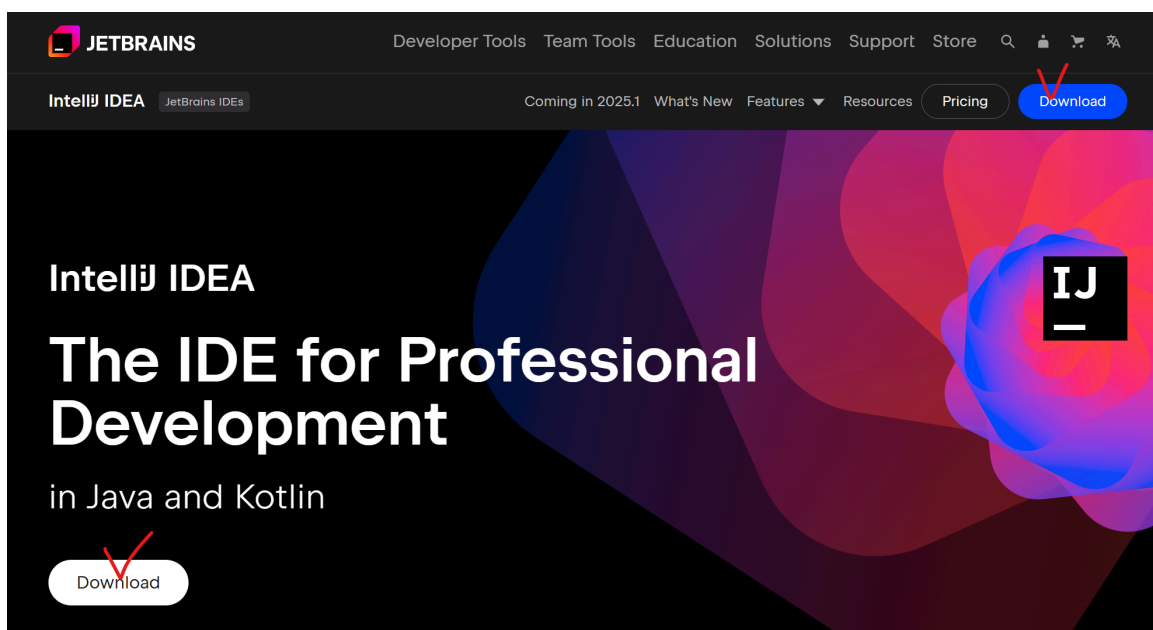 JETBRAINS
Developer Tools Team Tools Education Solutions Support Store
IntelliJ IDEA JetBrains IDEs
Coming in 2025.1 What's New Features Resources Pricing Download
IntelliJ IDEA
IJ
The IDE for Professional
Development
in Java and Kotlin
Download